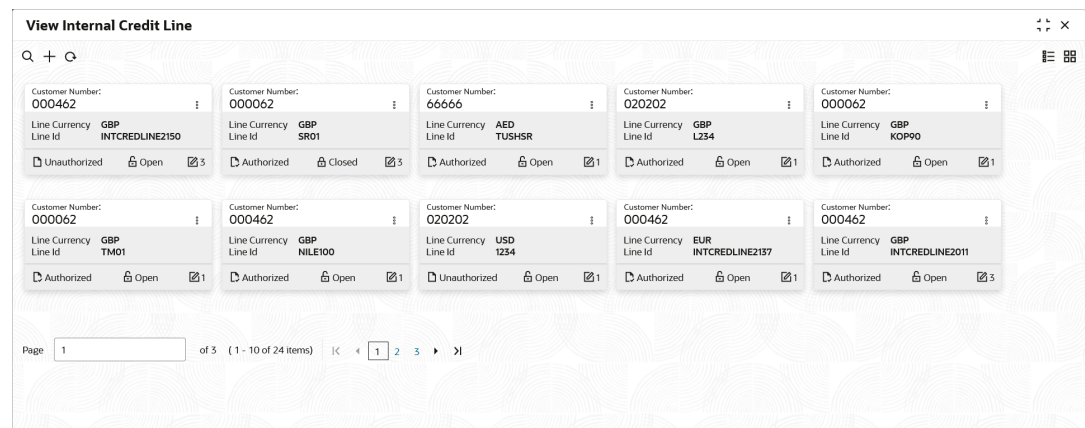 View Internal Credit Line
Customer Number:
000462
Line Currency GBP
Line Id INTCREDLINE2150
Unauthorized Open 3
Customer Number:
000062
Line Currency GBP
Line Id SR01
Authorized Closed 3
Customer Number:
66666
Line Currency AED
Line Id TUSHSR
Authorized Open 1
Customer Number:
020202
Line Currency GBP
Line Id L234
Authorized Open 1
Customer Number:
000062
Line Currency GBP
Line Id KOP90
Authorized Open 1
Customer Number:
000062
Line Currency GBP
Line Id TM01
Authorized Open 1
Customer Number:
000462
Line Currency GBP
Line Id NILE100
Authorized Open 1
Customer Number:
020202
Line Currency USD
Line Id 1234
Unauthorized Open 1
Customer Number:
000462
Line Currency EUR
Line Id INTCREDLINE2137
Authorized Open 1
Customer Number:
000462
Line Currency GBP
Line Id INTCREDLINE2011
Authorized Open 3
Page 1 of 3 (1 - 10 of 24 items) 1 2 3